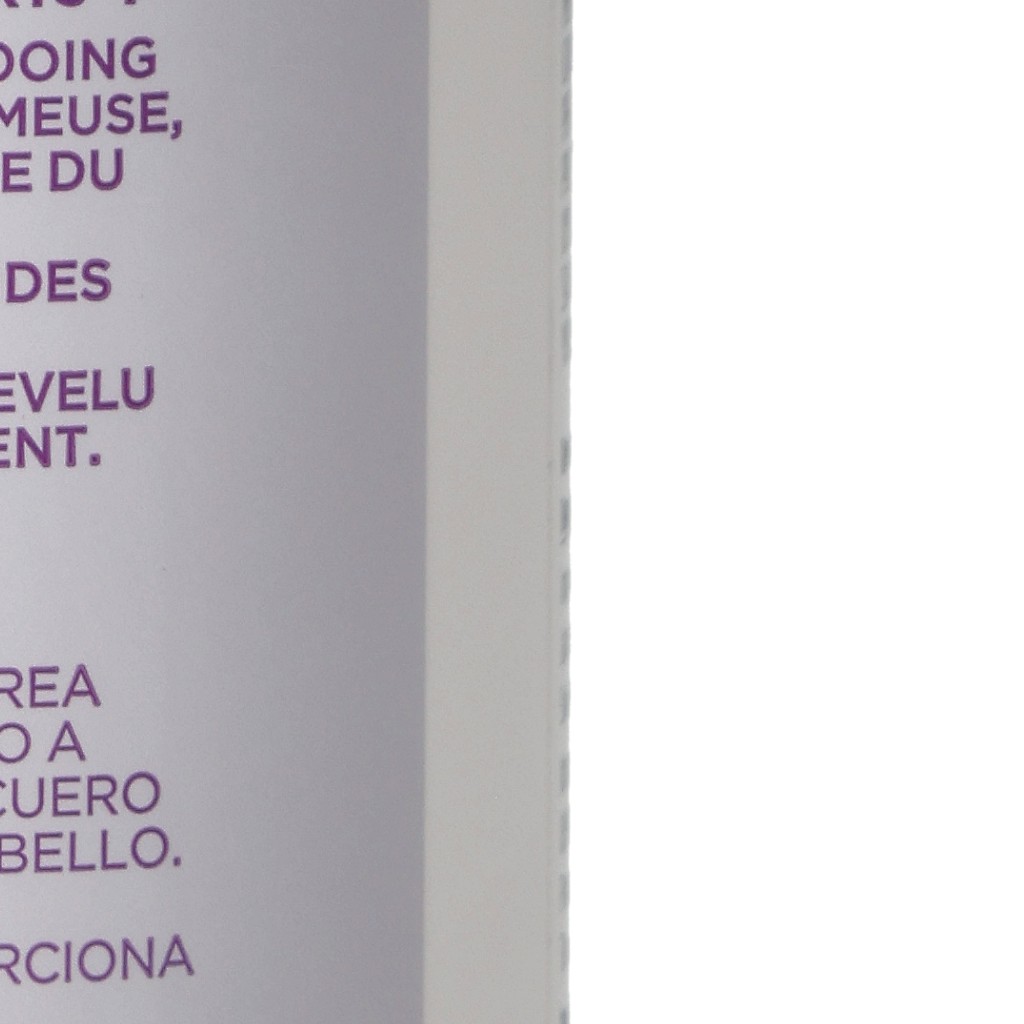 DOING
MEUSE,
E DU
DES
EVELU
ENT.
REA
O A
CUERO
BELLO.
RCIONA